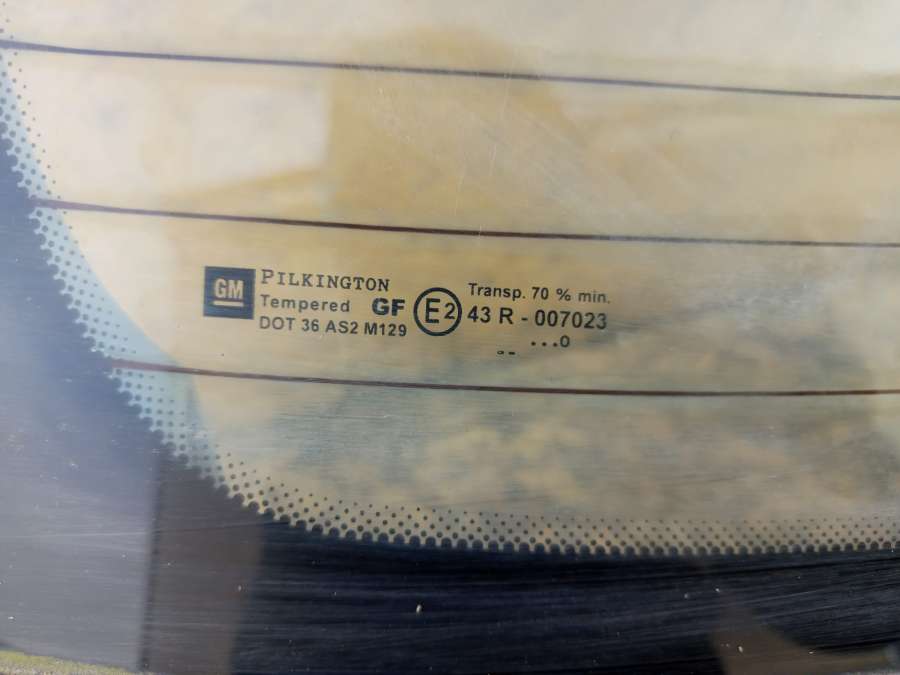 GM
PILKINGTON
Tempered GF
DOT 36 AS2 M129
E2
Transp. 70 % min.
43 R - 007023
...0